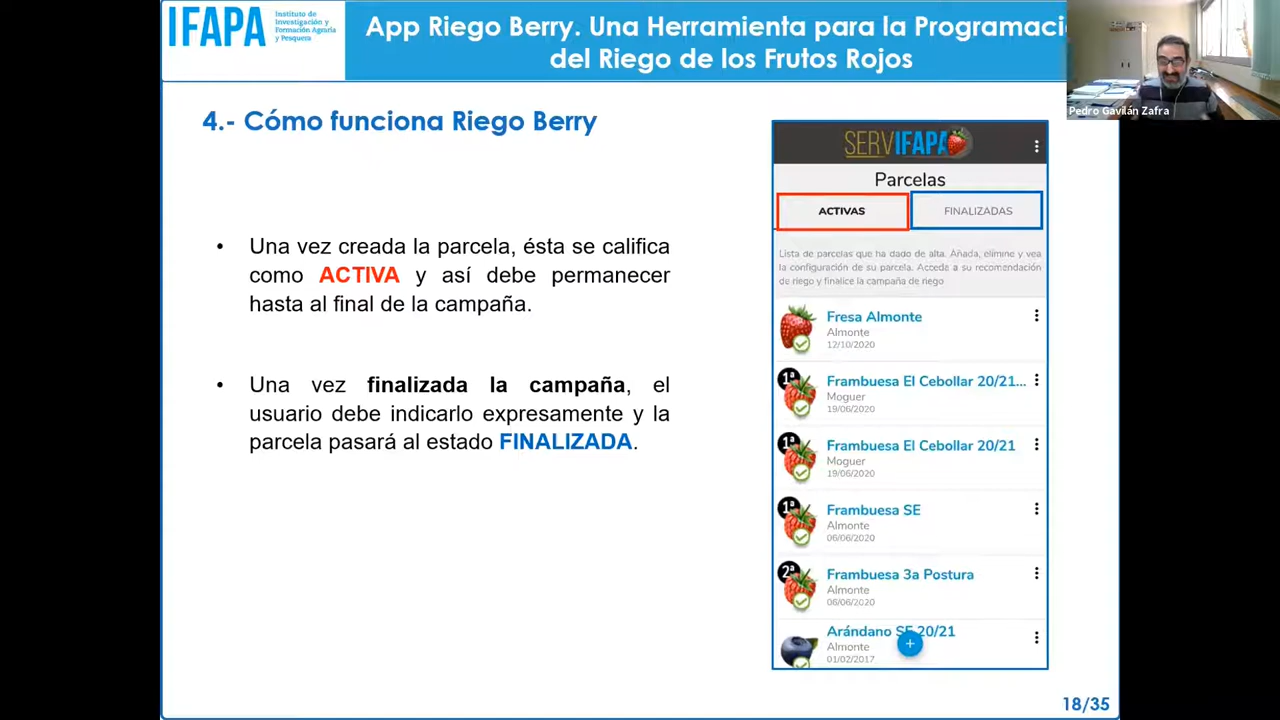 IFAPA
Instituto de
Investigación y
Formación Agraria
y Pesquera
App Riego Berry. Una Herramienta para la Programaci
del Riego de los Frutos Rojos
Pedro Gavilán Zafra
4.- Cómo funciona Riego Berry
• Una vez creada la parcela, ésta se califica
como ACTIVA y así debe permanecer
hasta al final de la campaña.
• Una vez finalizada la campaña, el
usuario debe indicarlo expresamente y la
parcela pasará al estado FINALIZADA.
SERVIFAPA
Parcelas
ACTIVAS FINALIZADAS
Lista de parcelas que ha dado de alta. Añada, elimine y vea
la configuración de su parcela. Acceda a su recomendación
de riego y finalice la campaña de riego
Fresa Almonte
Almonte
12/10/2020
1ª Frambuesa El Cebollar 20/21...
Moguer
19/06/2020
1ª Frambuesa El Cebollar 20/21
Moguer
19/06/2020
1ª Frambuesa SE
Almonte
06/06/2020
2ª Frambuesa 3a Postura
Almonte
06/06/2020
Arándano SE 20/21
Almonte
01/02/2017
+
18/35